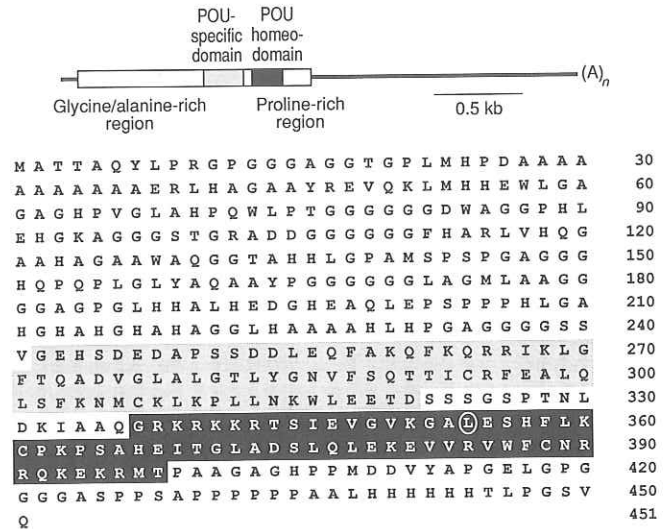 POU-
specific
domain
POU
homeo-
domain
(A)n
Glycine/alanine-rich
region
Proline-rich
region
0.5 kb
M A T T A Q Y L P R G P G G G A G G T G P L M H P D A A A A 30
A A A A A A E R L H A G A A Y R E V Q K L M H H E W L G A 60
G A G H P V G L A H P Q W L P T G G G G G G D W A G G P H L 90
E H G K A G G G S T G R A D D G G G G G G F H A R L V H Q G 120
A A H A G A A W A Q G G T A H H L G P A M S P S P G A G G G 150
H Q P Q P L G L Y A Q A A Y P G G G G G G L A G M L A A G G 180
G G A G P G L H H A L H E D G H E A Q L E P S P P P H L G A 210
H G H A H G H A H A G G L H A A A A H L H P G A G G G G S S 240
V G E H S D E D A P S S D D L E Q F A K Q F K Q R R I K L G 270
F T Q A D V G L A L G T L Y G N V F S Q T T I C R F E A L Q 300
L S F K N M C K L K P L L N K W L E E T D S S S G S P T N L 330
D K I A A Q G R K R K K R T S I E V G V K G A L E S H F L K 360
C P K P S A H E I T G L A D S L Q L E K E V V R V W F C N R 390
R Q K E K R M T P A A G A G H P P M D D V Y A P G E L G P G 420
G G G A S P P S A P P P P P P A A L H H H H H H T L P G S V 450
Q 451